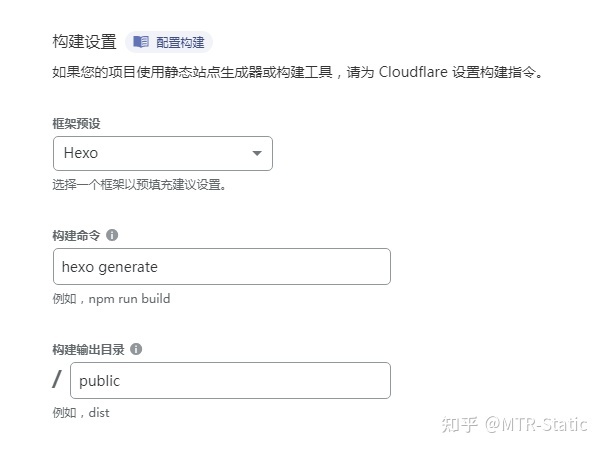 构建设置 配置构建
如果您的项目使用静态站点生成器或构建工具，请为 Cloudflare 设置构建指令。
框架预设
Hexo
选择一个框架以预填充建议设置。
构建命令
hexo generate
例如，npm run build
构建输出目录
/ public
例如，dist
知乎 @MTR-Static